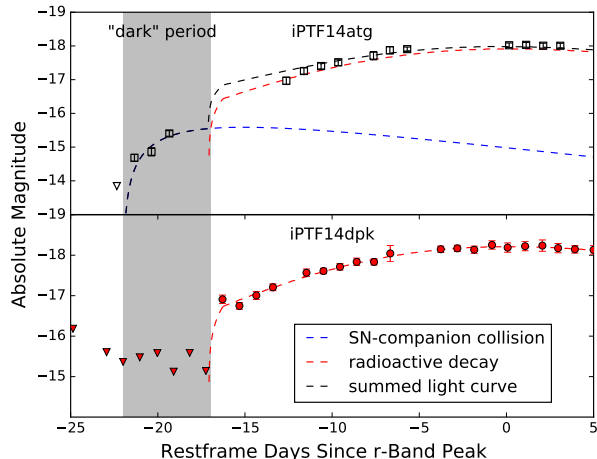 "dark" period
iPTF14atg
−19
−18
−17
−16
−15
−14
−19
Absolute Magnitude
iPTF14dpk
−18
−17
−16
−15
SN-companion collision
radioactive decay
summed light curve
−25
−20
−15
−10
−5
0
5
Restframe Days Since r-Band Peak